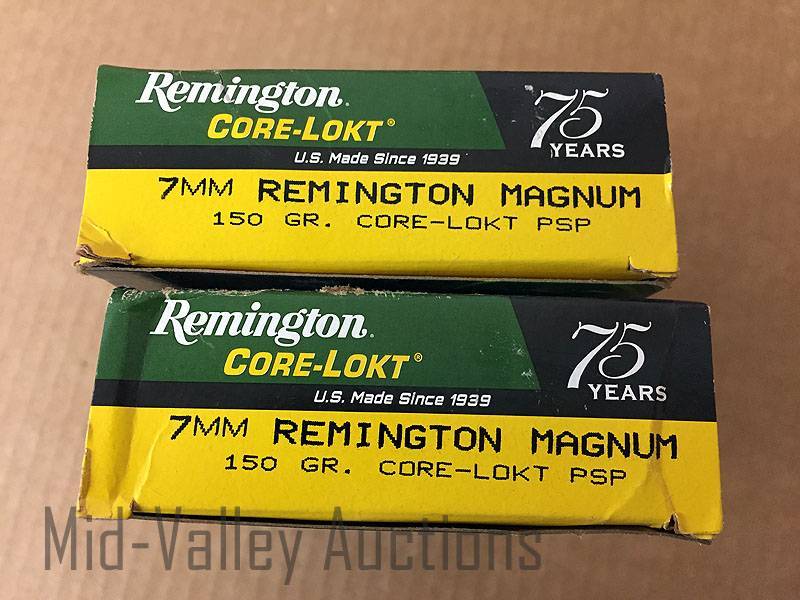 Remington.
CORE-LOKT®
75
YEARS
U.S. Made Since 1939
7MM REMINGTON MAGNUM
150 GR. CORE-LOKT PSP
Remington.
CORE-LOKT®
75
YEARS
U.S. Made Since 1939
7MM REMINGTON MAGNUM
150 GR. CORE-LOKT PSP
Mid-Valley Auctions